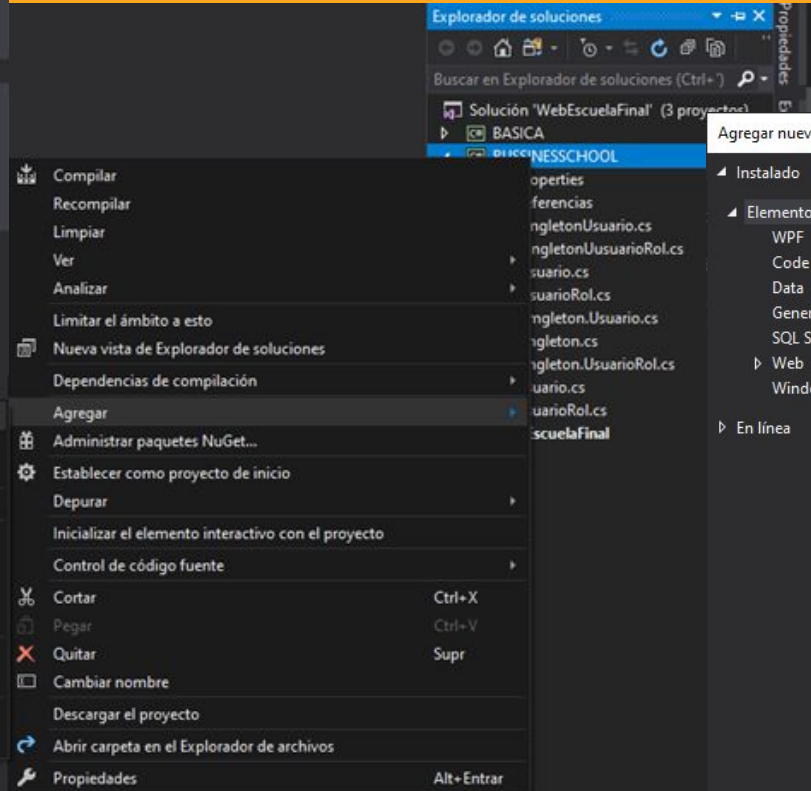 Explorador de soluciones
Propiedades
Buscar en Explorador de soluciones (Ctrl+')
Solución 'WebEscuelaFinal' (3 proyectos)
BASICA
BUSSINESSCHOOL
operties
ferencias
ngletonUsuario.cs
ngletonUusuarioRol.cs
suario.cs
suarioRol.cs
ngleton.Usuario.cs
ngleton.cs
ngleton.UsuarioRol.cs
uario.cs
uarioRol.cs
EscuelaFinal
Compilar
Recompilar
Limpiar
Ver
Analizar
Limitar el ámbito a esto
Nueva vista de Explorador de soluciones
Dependencias de compilación
Agregar
Administrar paquetes NuGet...
Establecer como proyecto de inicio
Depurar
Inicializar el elemento interactivo con el proyecto
Control de código fuente
Cortar Ctrl+X
Pegar Ctrl+V
Quitar Supr
Cambiar nombre
Descargar el proyecto
Abrir carpeta en el Explorador de archivos
Propiedades Alt+Entrar
Agregar nuev
Instalado
Elemento
WPF
Code
Data
Gener
SQL S
Web
Wind
En línea